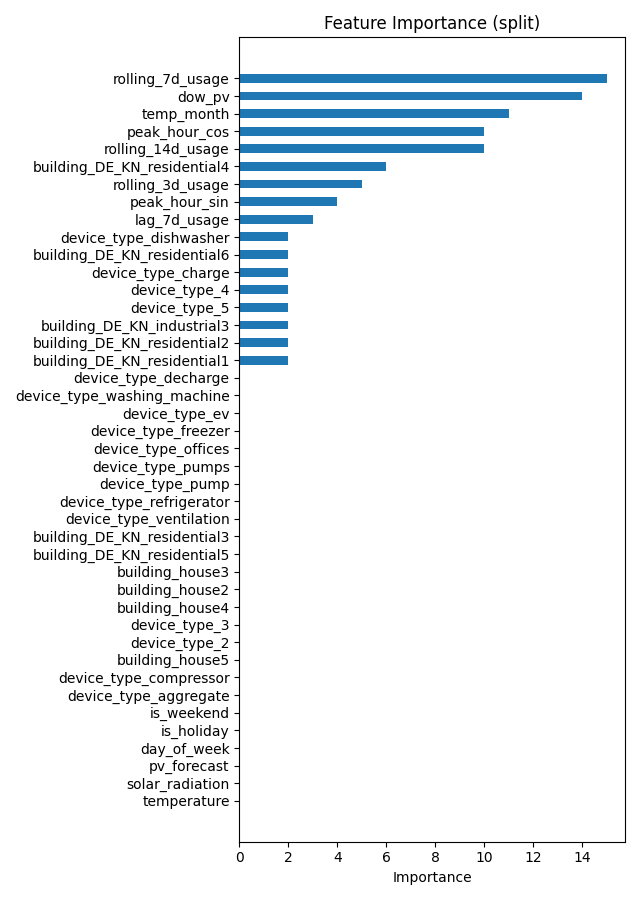 Feature Importance (split)
rolling_7d_usage
dow_pv
temp_month
peak_hour_cos
rolling_14d_usage
building_DE_KN_residential4
rolling_3d_usage
peak_hour_sin
lag_7d_usage
device_type_dishwasher
building_DE_KN_residential6
device_type_charge
device_type_4
device_type_5
building_DE_KN_industrial3
building_DE_KN_residential2
building_DE_KN_residential1
device_type_decharge
device_type_washing_machine
device_type_ev
device_type_freezer
device_type_offices
device_type_pumps
device_type_pump
device_type_refrigerator
device_type_ventilation
building_DE_KN_residential3
building_DE_KN_residential5
building_house3
building_house2
building_house4
device_type_3
device_type_2
building_house5
device_type_compressor
device_type_aggregate
is_weekend
is_holiday
day_of_week
pv_forecast
solar_radiation
temperature
0 2 4 6 8 10 12 14
Importance